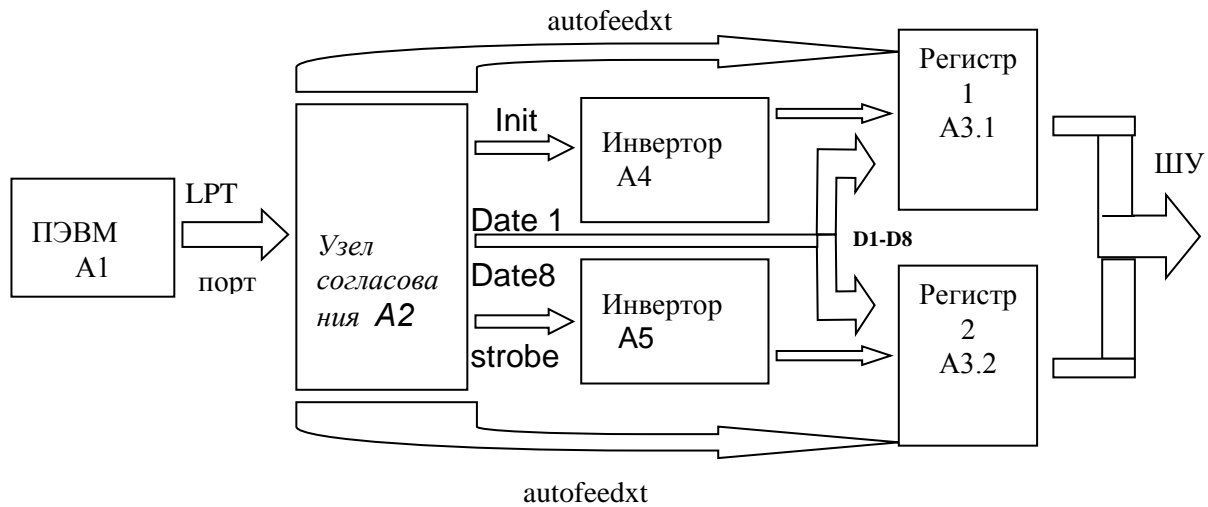 autofeedxt
ПЭВМ
А1
LPT
порт
Узел
согласова
ния А2
Init
Date 1
Date8
strobe
Инвертор
А4
Инвертор
А5
D1-D8
Регистр
1
А3.1
Регистр
2
А3.2
ШУ
autofeedxt